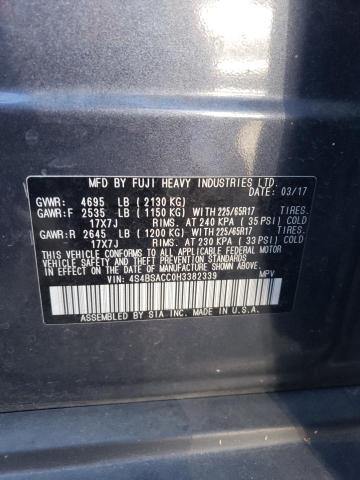 MFD BY FUJI HEAVY INDUSTRIES LTD.
DATE: 03/17
GVWR: 4695 LB (2130 KG)
GAWR:F 2535 LB (1150 KG) WITH 225/65R17 TIRES.
17X7J RIMS. AT 240 KPA (35 PSI) COLD
GAWR:R 2645 LB (1200 KG) WITH 225/65R17 TIRES.
17X7J RIMS. AT 230 KPA (33 PSI) COLD
THIS VEHICLE CONFORMS TO ALL APPLICABLE FEDERAL MOTOR
VEHICLE SAFETY, BUMPER, AND THEFT PREVENTION STANDARDS
IN EFFECT ON THE DATE OF MANUFACTURE SHOWN ABOVE.
VIN: 4S4BSACC0H3382339 MPV
ASSEMBLED BY SIA INC. IN U.S.A.